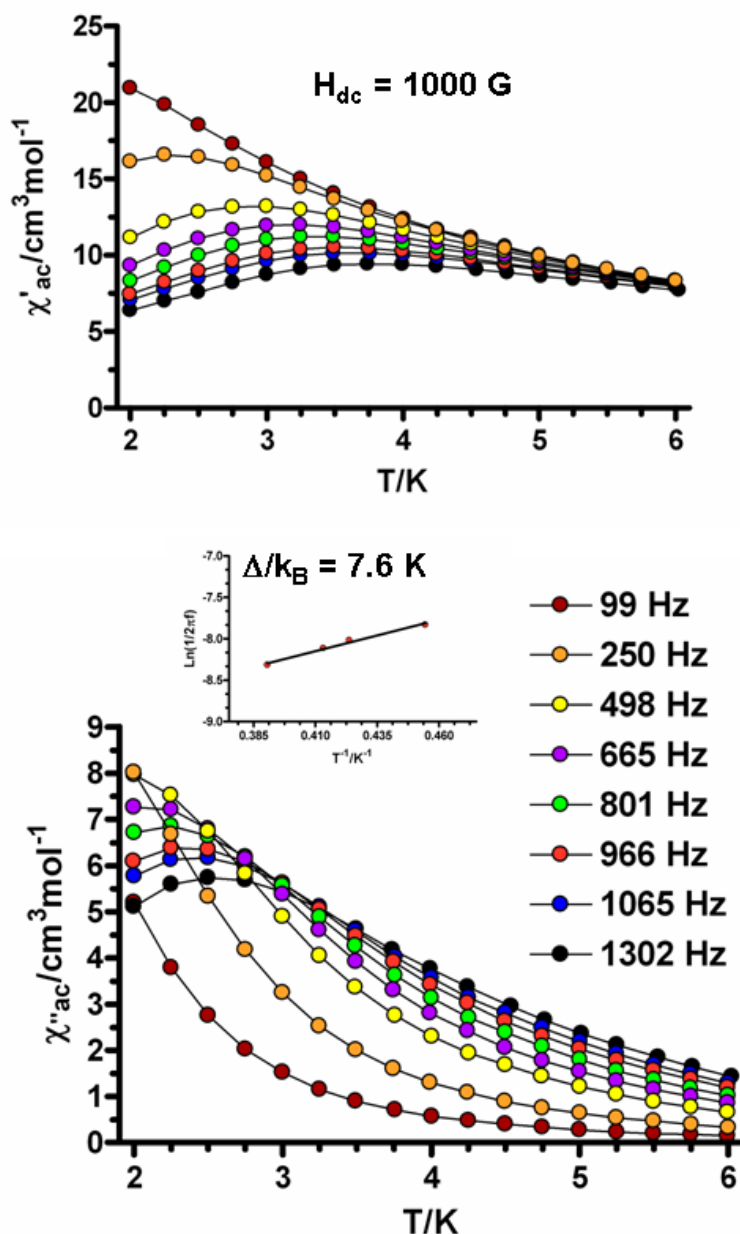 25
20
15
10
5
0
H_dc = 1000 G
χ'_ac/cm³mol⁻¹
2 3 4 5 6
T/K
Δ/k_B = 7.6 K
-7.0
-7.5
-8.0
-8.5
-9.0
Ln(1/2πf)
0.385 0.410 0.435 0.460
T⁻¹/K⁻¹
99 Hz
250 Hz
498 Hz
665 Hz
801 Hz
966 Hz
1065 Hz
1302 Hz
9
8
7
6
5
4
3
2
1
0
χ"_ac/cm³mol⁻¹
2 3 4 5 6
T/K